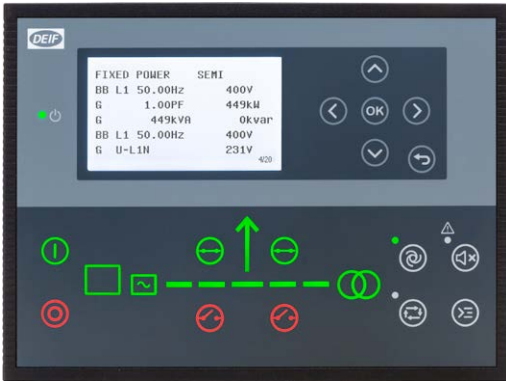 DEIF
FIXED POWER SEMI
BB L1 50.00Hz 400V
G 1.00PF 449kW
G 449kVA 0kvar
BB L1 50.00Hz 400V
G U-L1N 231V
4/20
OK